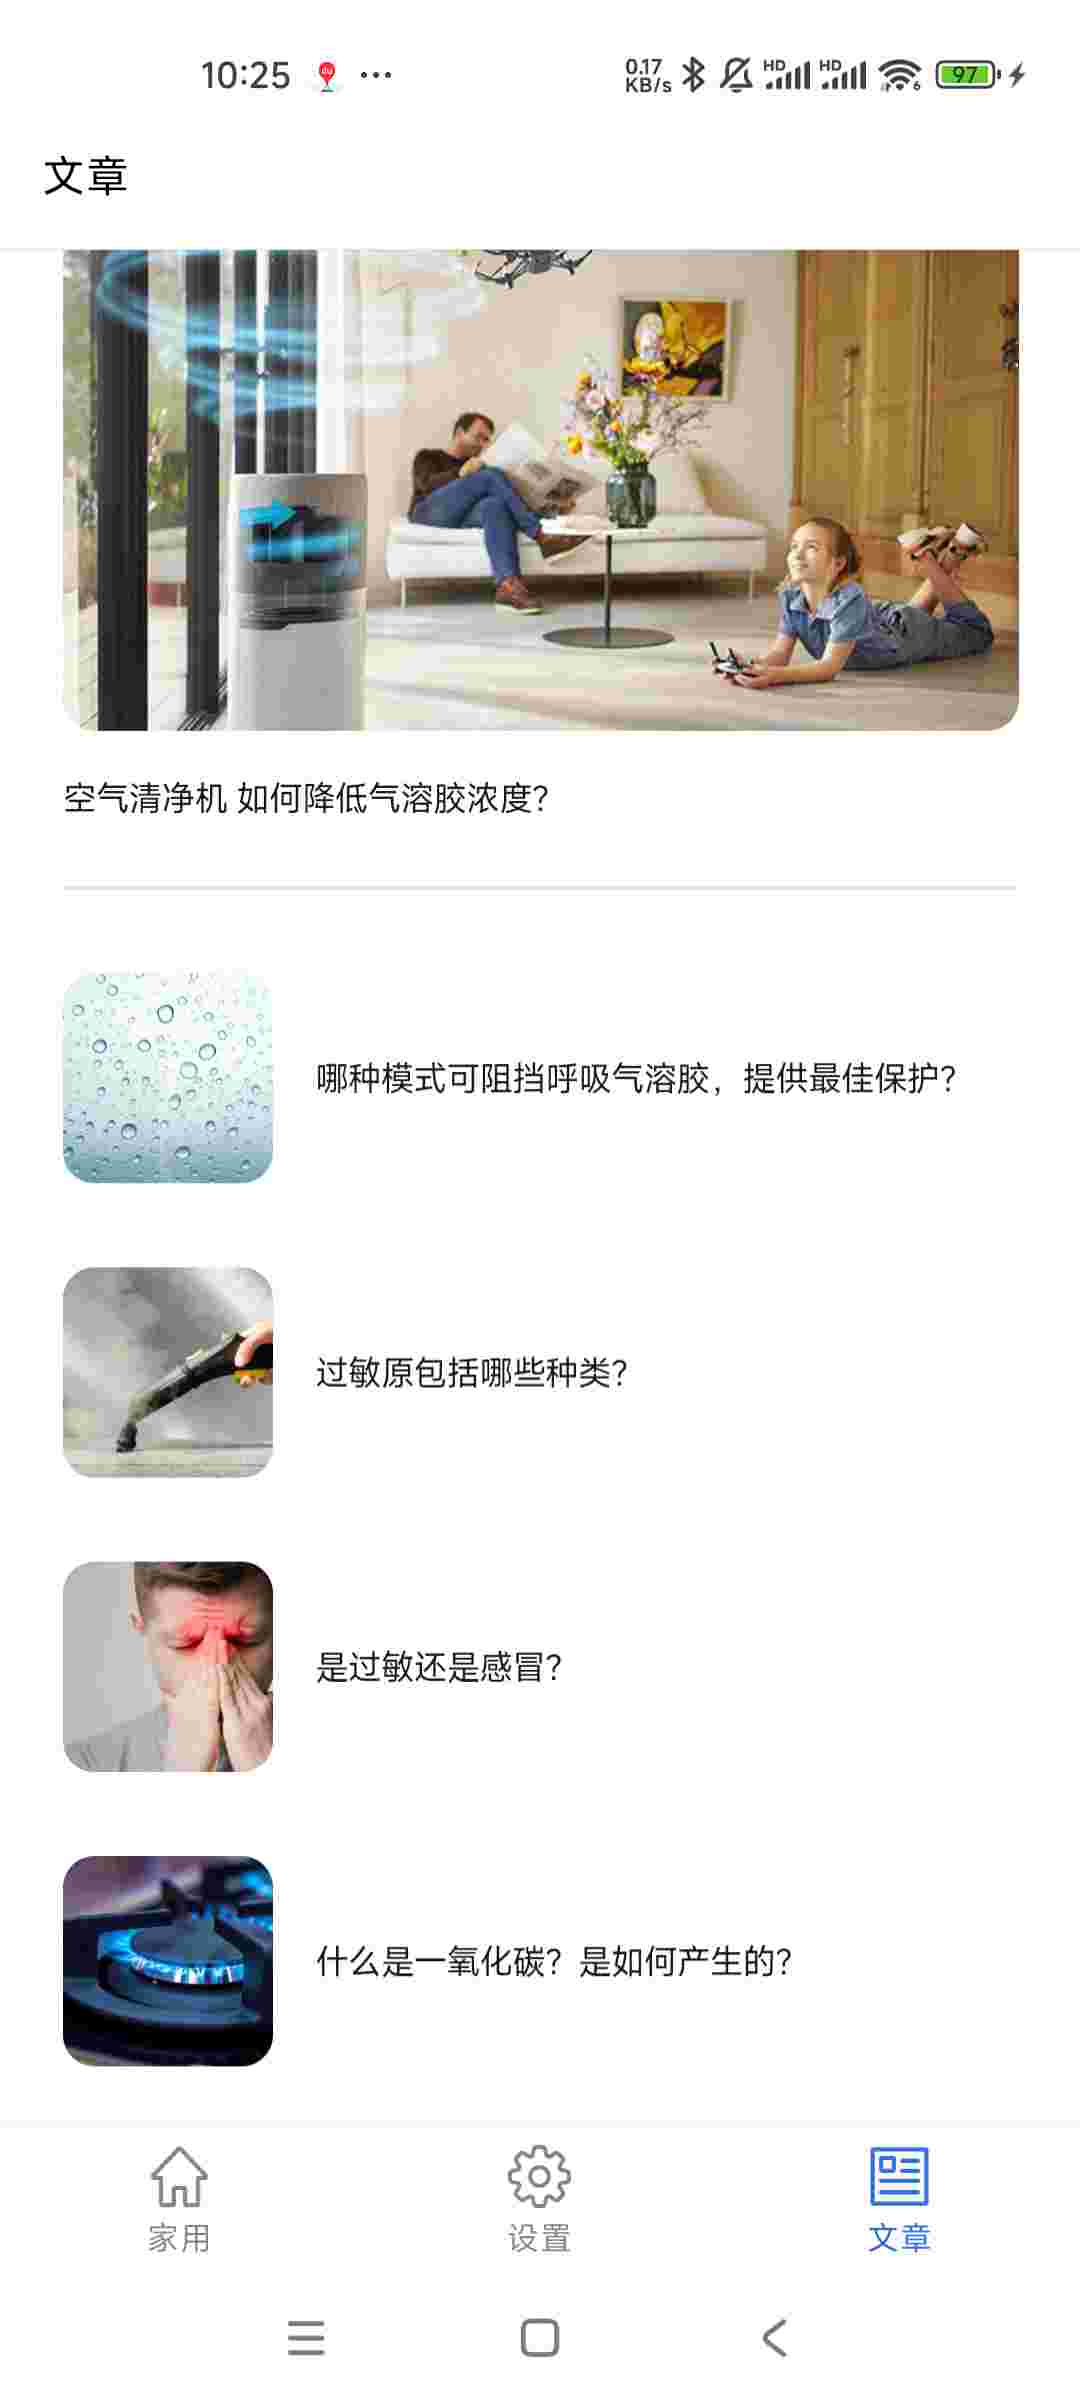 10:25
0.17
KB/s
HD
HD
6
97
文章
空气清净机 如何降低气溶胶浓度？
哪种模式可阻挡呼吸气溶胶，提供最佳保护？
过敏原包括哪些种类？
是过敏还是感冒？
什么是一氧化碳？是如何产生的？
家用
设置
文章